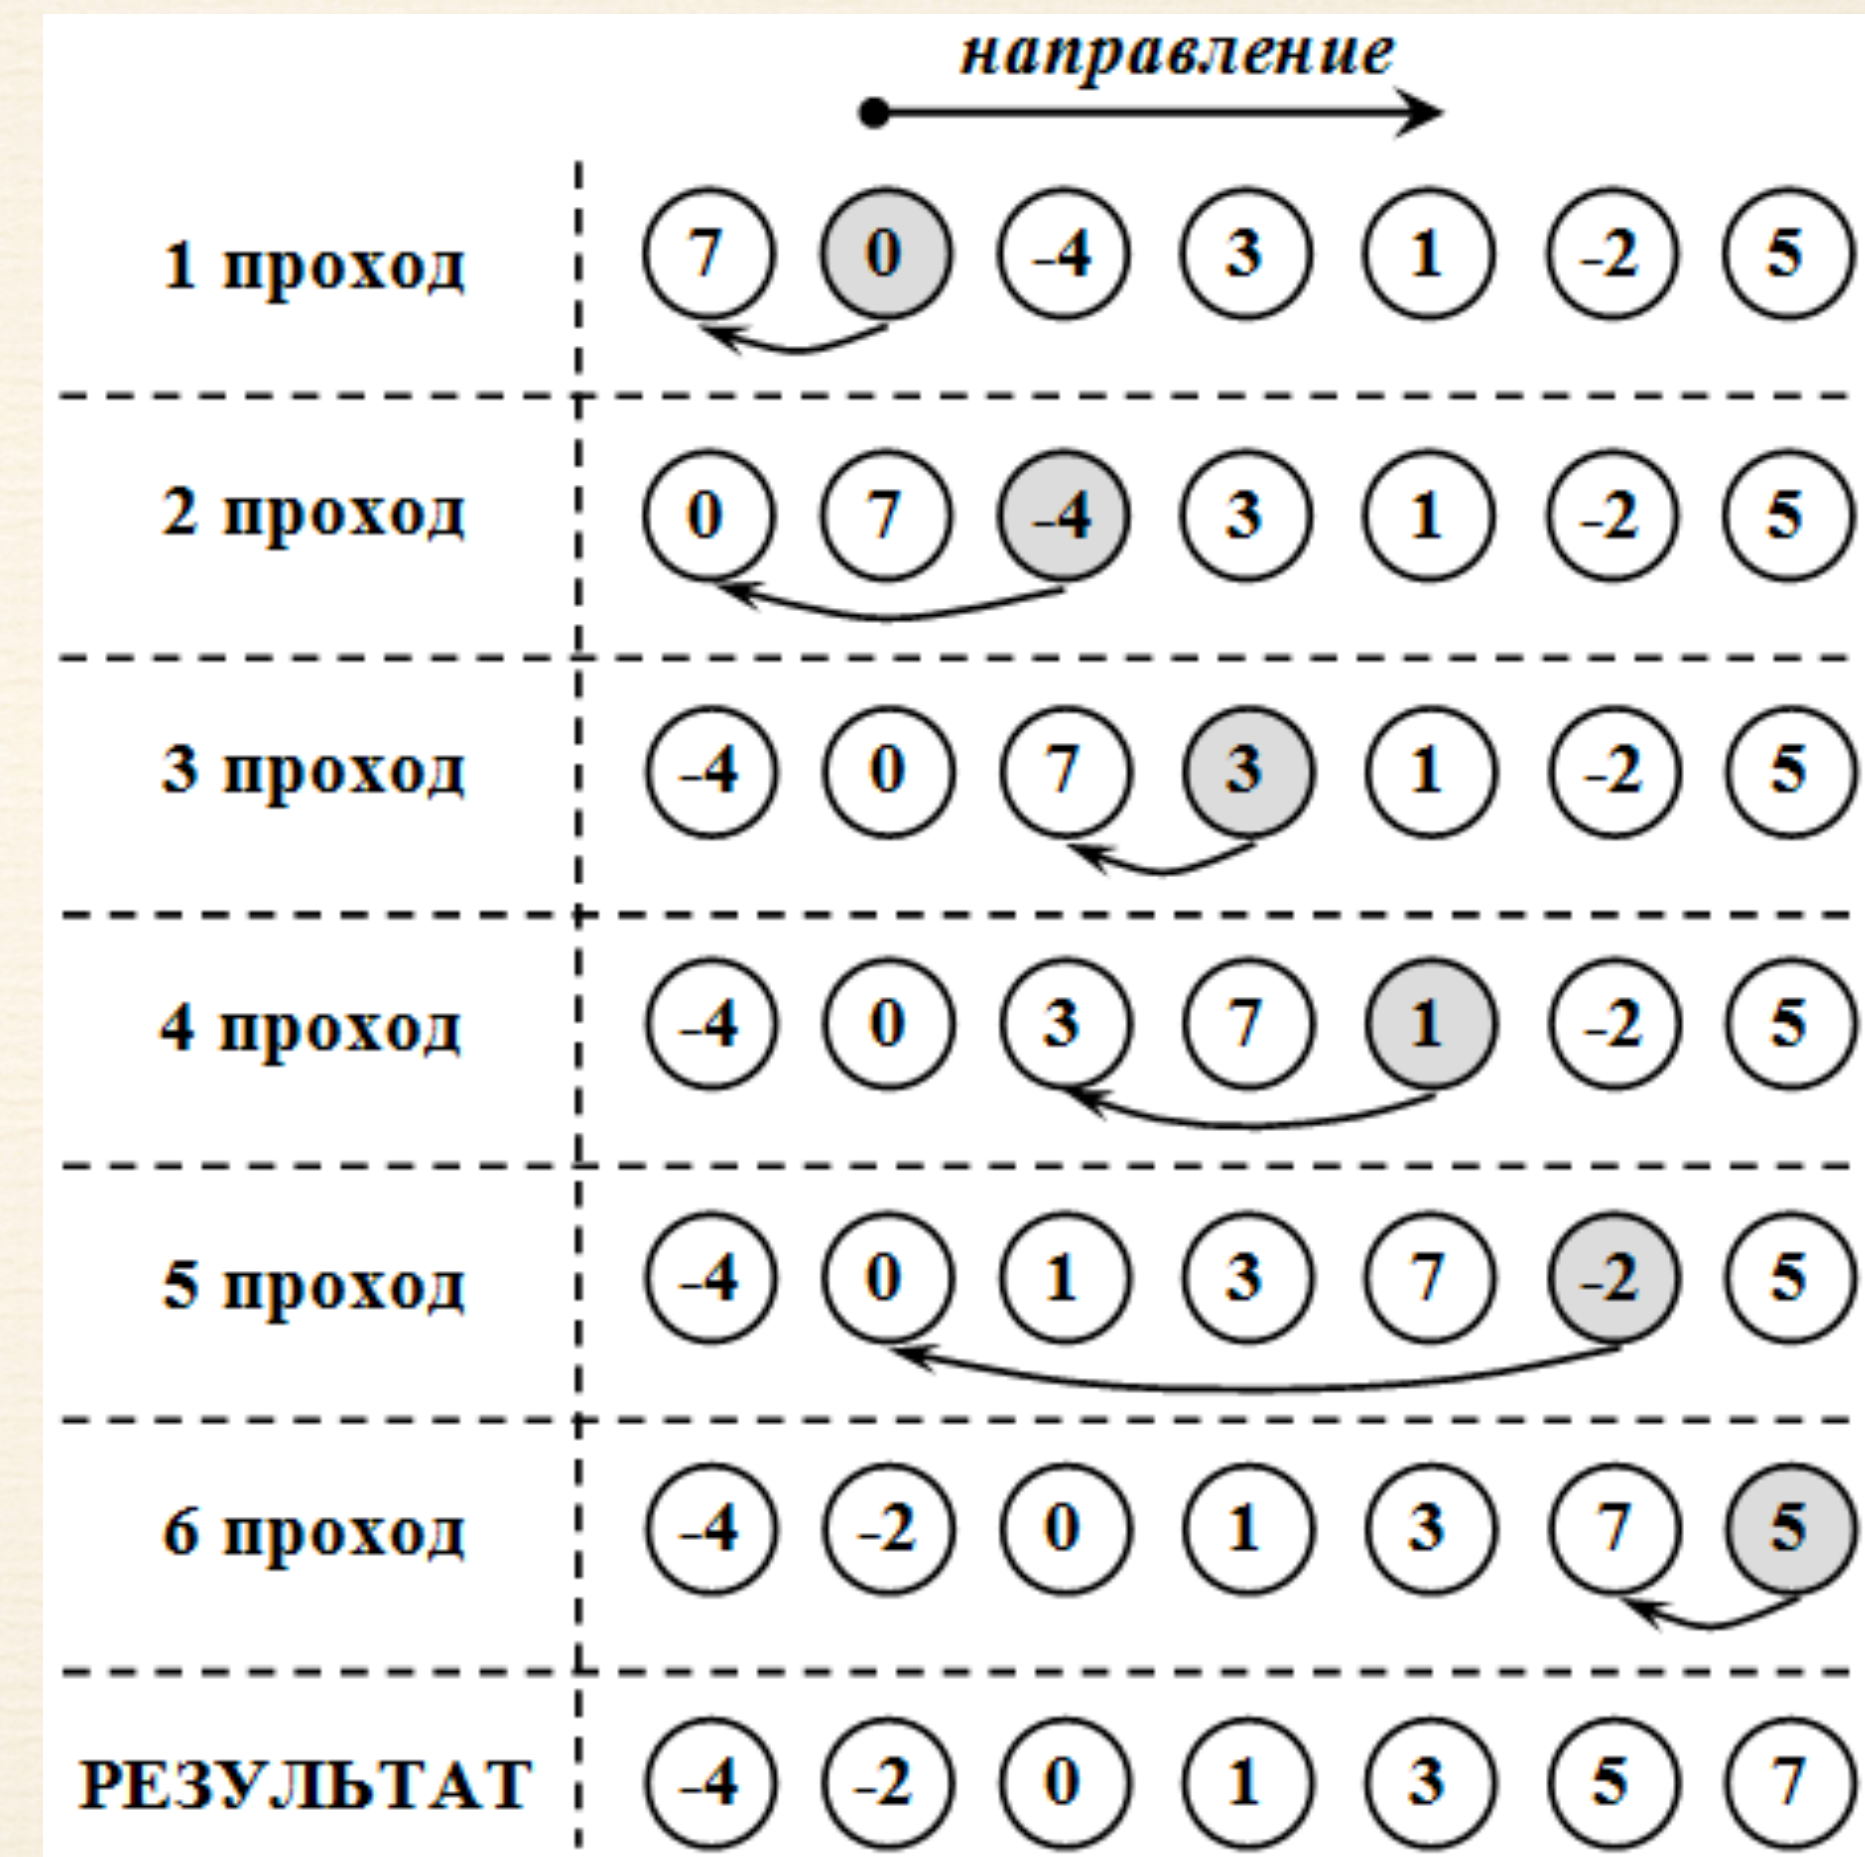 направление
1 проход 7 0 -4 3 1 -2 5
2 проход 0 7 -4 3 1 -2 5
3 проход -4 0 7 3 1 -2 5
4 проход -4 0 3 7 1 -2 5
5 проход -4 0 1 3 7 -2 5
6 проход -4 -2 0 1 3 7 5
РЕЗУЛЬТАТ -4 -2 0 1 3 5 7